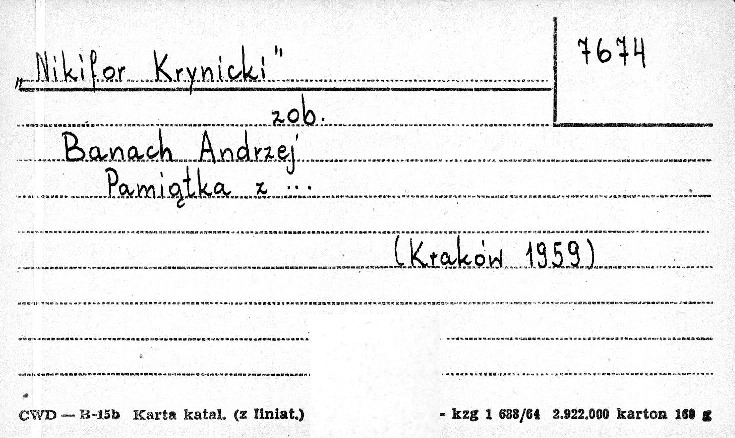 „Nikifor Krynicki"
7674
zob.
Banach Andrzej
Pamiątka z ...
(Kraków 1959)
CWD — B-15b Karta katal. (z liniat.)
- kzg 1 688/64 2.922.000 karton 160 g